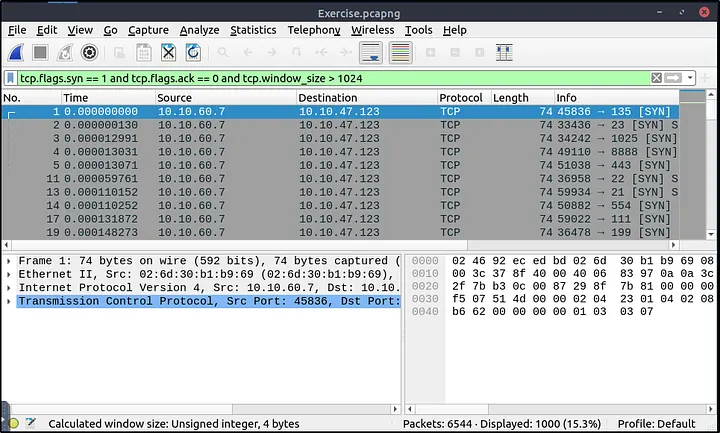 Exercise.pcapng
File Edit View Go Capture Analyze Statistics Telephony Wireless Tools Help
tcp.flags.syn == 1 and tcp.flags.ack == 0 and tcp.window_size > 1024
No. Time Source Destination Protocol Length Info
1 0.000000000 10.10.60.7 10.10.47.123 TCP 74 45836 → 135 [SYN]
2 0.000000130 10.10.60.7 10.10.47.123 TCP 74 33436 → 23 [SYN] S
3 0.000012991 10.10.60.7 10.10.47.123 TCP 74 34242 → 1025 [SYN]
4 0.000013031 10.10.60.7 10.10.47.123 TCP 74 49110 → 8888 [SYN]
5 0.000013071 10.10.60.7 10.10.47.123 TCP 74 51038 → 443 [SYN]
11 0.000059761 10.10.60.7 10.10.47.123 TCP 74 36958 → 22 [SYN] S
13 0.000110152 10.10.60.7 10.10.47.123 TCP 74 59934 → 21 [SYN] S
14 0.000110252 10.10.60.7 10.10.47.123 TCP 74 50882 → 554 [SYN]
17 0.000131872 10.10.60.7 10.10.47.123 TCP 74 59022 → 111 [SYN]
19 0.000148273 10.10.60.7 10.10.47.123 TCP 74 36478 → 199 [SYN]
Frame 1: 74 bytes on wire (592 bits), 74 bytes captured (
Ethernet II, Src: 02:6d:30:b1:b9:69 (02:6d:30:b1:b9:69),
Internet Protocol Version 4, Src: 10.10.60.7, Dst: 10.10.
Transmission Control Protocol, Src Port: 45836, Dst Port:
0000 02 46 92 ec ed bd 02 6d 30 b1 b9 69 08
0010 00 3c 37 8f 40 00 40 06 83 97 0a 0a 3c
0020 2f 7b b3 0c 00 87 29 8f 7b 81 00 00 00
0030 f5 07 51 4d 00 00 02 04 23 01 04 02 08
0040 b6 62 00 00 00 00 01 03 03 07
Calculated window size: Unsigned integer, 4 bytes
Packets: 6544 · Displayed: 1000 (15.3%)
Profile: Default